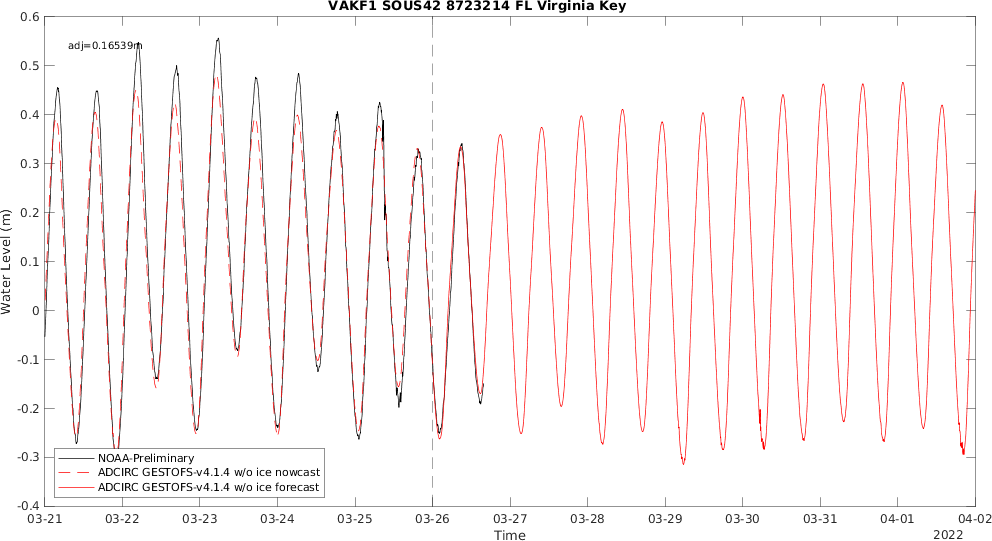 VAKF1 SOUS42 8723214 FL Virginia Key
adj=0.16539m
0.6
0.5
0.4
0.3
0.2
0.1
0
-0.1
-0.2
-0.3
-0.4
Water Level (m)
NOAA-Preliminary
ADCIRC GESTOFS-v4.1.4 w/o ice nowcast
ADCIRC GESTOFS-v4.1.4 w/o ice forecast
03-21 03-22 03-23 03-24 03-25 03-26 03-27 03-28 03-29 03-30 03-31 04-01 04-02
Time
2022